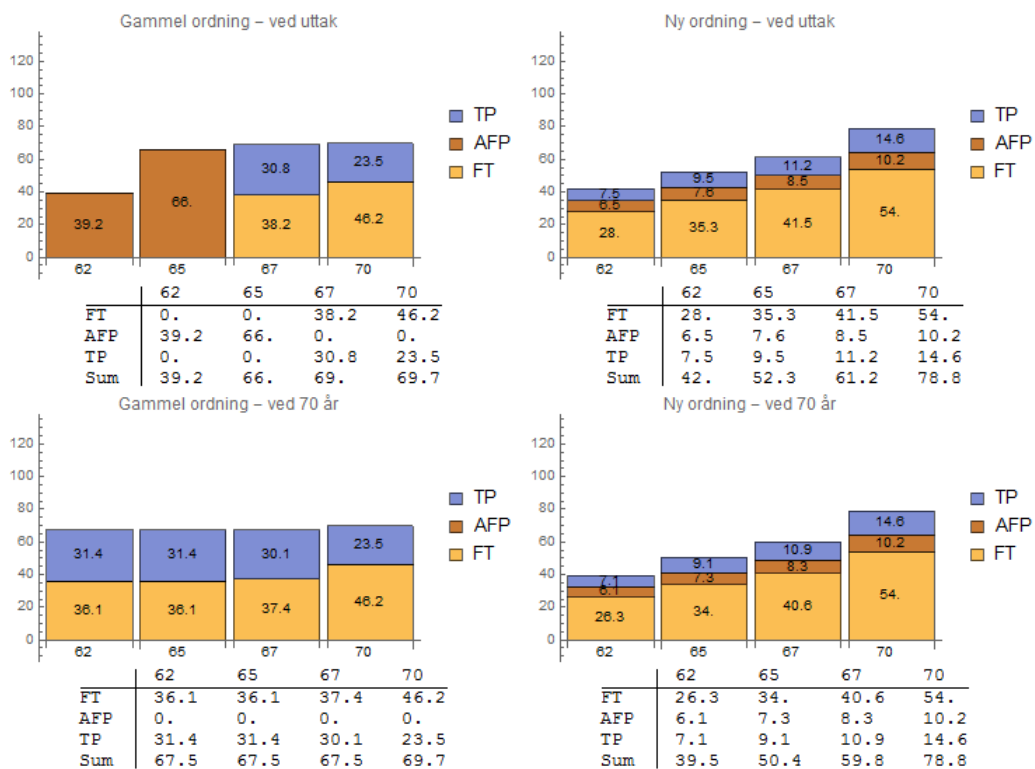 Gammel ordning – ved uttak
120
100
80
60
40
20
0
39.2
66.
30.8
38.2
23.5
46.2
62 65 67 70
TP
AFP
FT
62 65 67 70
FT 0. 0. 38.2 46.2
AFP 39.2 66. 0. 0.
TP 0. 0. 30.8 23.5
Sum 39.2 66. 69. 69.7
Ny ordning – ved uttak
120
100
80
60
40
20
0
7.5
6.5
28.
9.5
7.6
35.3
11.2
8.5
41.5
14.6
10.2
54.
62 65 67 70
TP
AFP
FT
62 65 67 70
FT 28. 35.3 41.5 54.
AFP 6.5 7.6 8.5 10.2
TP 7.5 9.5 11.2 14.6
Sum 42. 52.3 61.2 78.8
Gammel ordning – ved 70 år
120
100
80
60
40
20
0
31.4
36.1
31.4
36.1
30.1
37.4
23.5
46.2
62 65 67 70
TP
AFP
FT
62 65 67 70
FT 36.1 36.1 37.4 46.2
AFP 0. 0. 0. 0.
TP 31.4 31.4 30.1 23.5
Sum 67.5 67.5 67.5 69.7
Ny ordning – ved 70 år
120
100
80
60
40
20
0
7.1
6.1
26.3
9.1
7.3
34.
10.9
8.3
40.6
14.6
10.2
54.
62 65 67 70
TP
AFP
FT
62 65 67 70
FT 26.3 34. 40.6 54.
AFP 6.1 7.3 8.3 10.2
TP 7.1 9.1 10.9 14.6
Sum 39.5 50.4 59.8 78.8